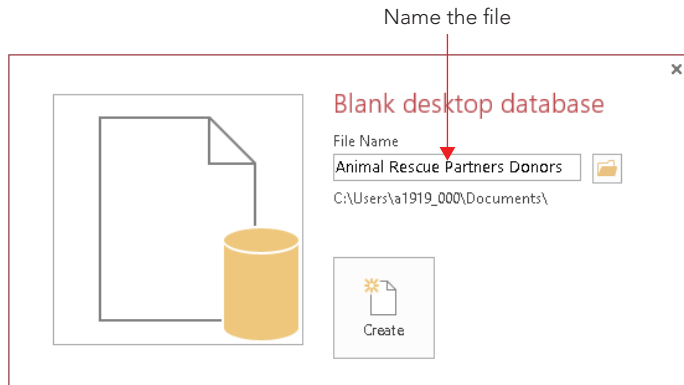 Name the file
Blank desktop database
File Name
Animal Rescue Partners Donors
C:\Users\a1919_000\Documents\
Create